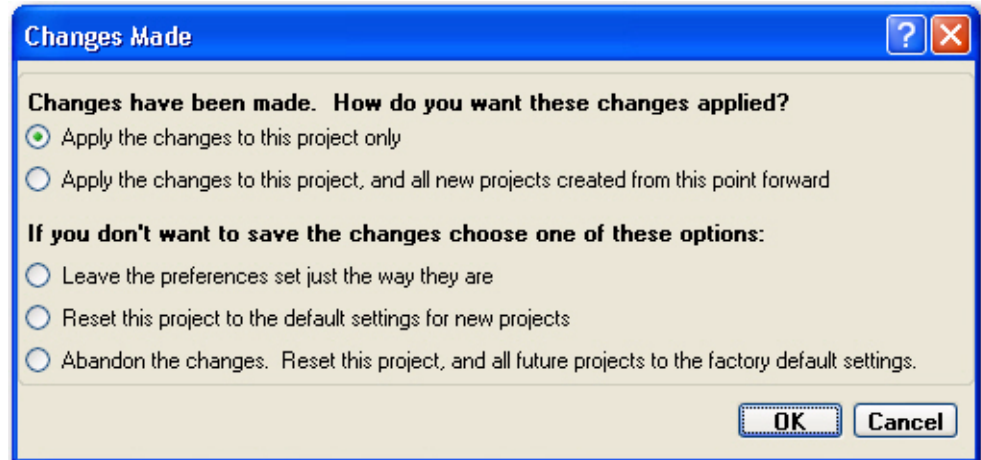 Changes Made
Changes have been made.  How do you want these changes applied?
Apply the changes to this project only
Apply the changes to this project, and all new projects created from this point forward
If you don't want to save the changes choose one of these options:
Leave the preferences set just the way they are
Reset this project to the default settings for new projects
Abandon the changes.  Reset this project, and all future projects to the factory default settings.
OK Cancel